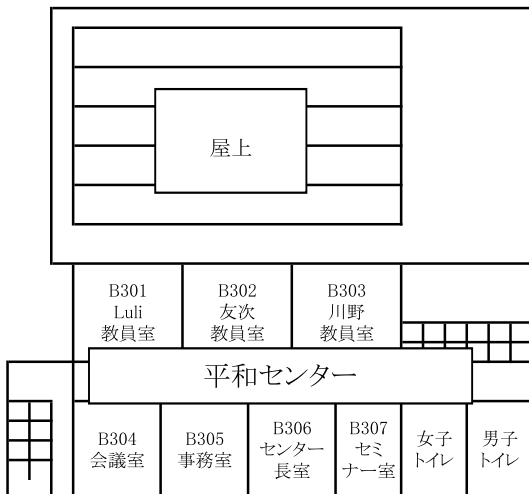 屋上
B301
Luli
教員室
B302
友次
教員室
B303
川野
教員室
平和センター
B304
会議室
B305
事務室
B306
センター
長室
B307
セミ
ナー室
女子
トイレ
男子
トイレ